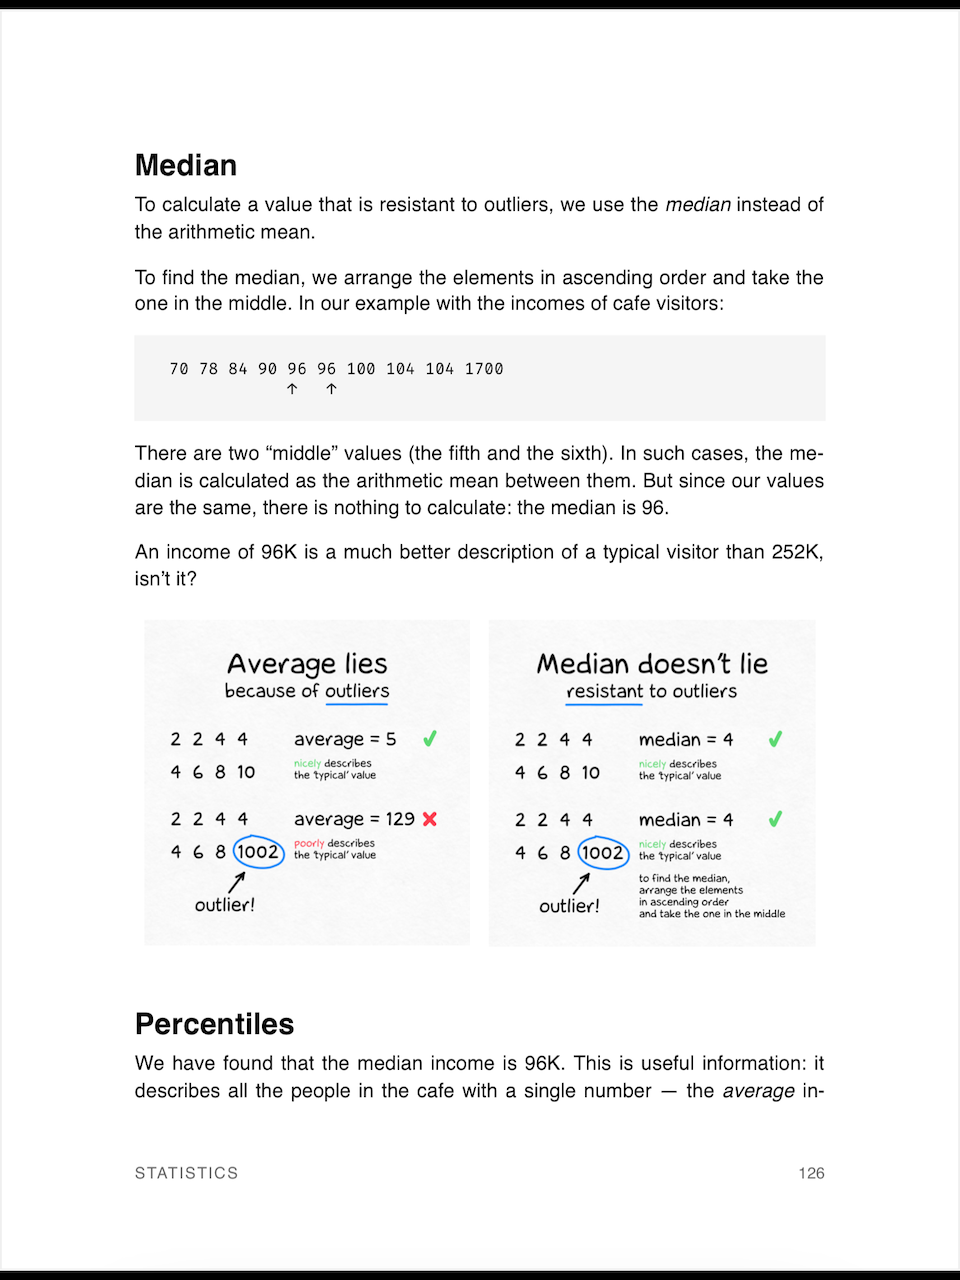 Median
To calculate a value that is resistant to outliers, we use the median instead of
the arithmetic mean.
To find the median, we arrange the elements in ascending order and take the
one in the middle. In our example with the incomes of cafe visitors:
70 78 84 90 96 96 100 104 104 1700
↑ ↑
There are two “middle” values (the fifth and the sixth). In such cases, the me-
dian is calculated as the arithmetic mean between them. But since our values
are the same, there is nothing to calculate: the median is 96.
An income of 96K is a much better description of a typical visitor than 252K,
isn’t it?
Average lies
because of outliers
2 2 4 4 average = 5
nicely describes
4 6 8 10 the ‘typical’ value
2 2 4 4 average = 129
poorly describes
4 6 8 1002 the ‘typical’ value
outlier!
Median doesn’t lie
resistant to outliers
2 2 4 4 median = 4
nicely describes
4 6 8 10 the ‘typical’ value
2 2 4 4 median = 4
nicely describes
4 6 8 1002 the ‘typical’ value
outlier!
to find the median,
arrange the elements
in ascending order
and take the one in the middle
Percentiles
We have found that the median income is 96K. This is useful information: it
describes all the people in the cafe with a single number — the average in-
STATISTICS 126